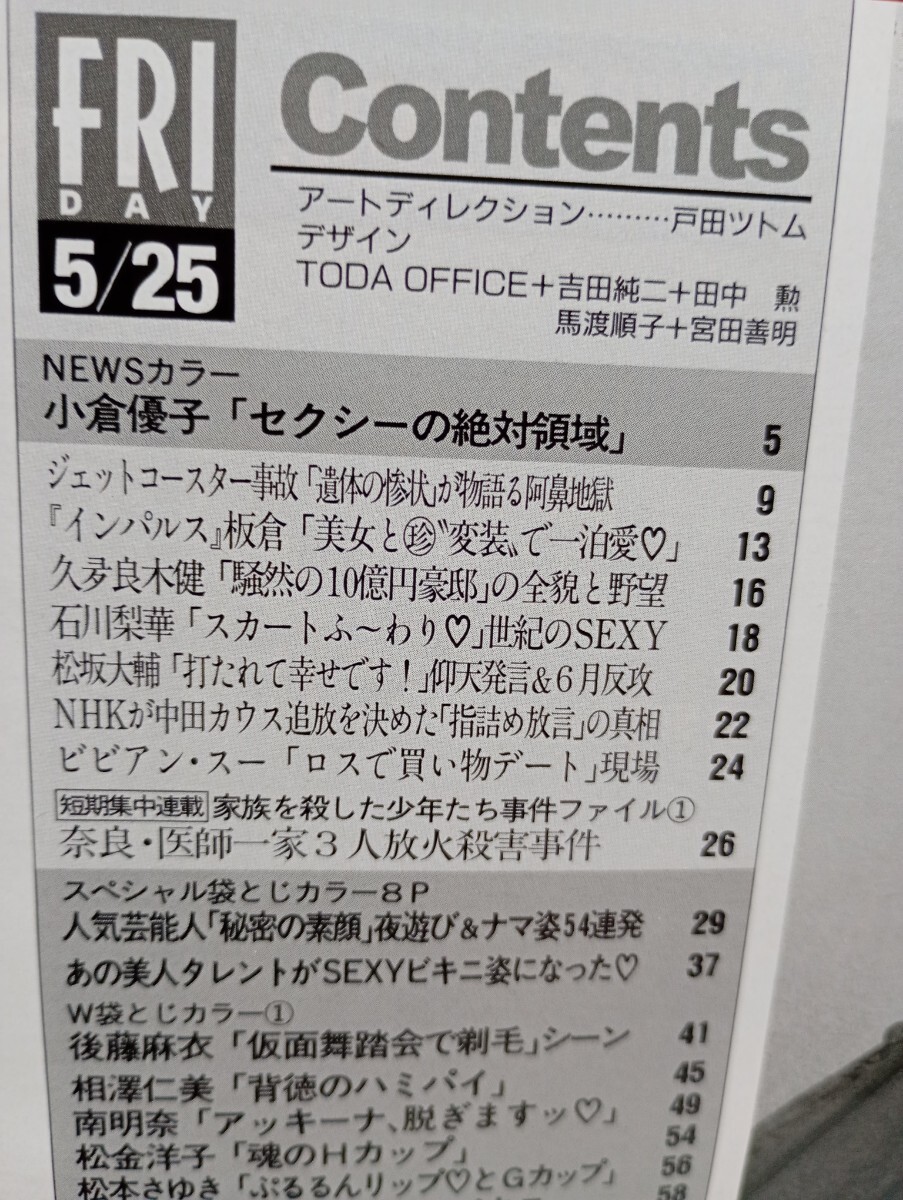 FRI
DAY
5/25
Contents
アートディレクション………戸田ツトム
デザイン
TODA OFFICE+吉田純二+田中　勲
馬渡順子+宮田善明
NEWSカラー
小倉優子「セクシーの絶対領域」 5
ジェットコースター事故「遺体の惨状」が物語る阿鼻地獄 9
『インパルス』板倉「美女と㊩〝変装〟で一泊愛♡」 13
久夛良木健「騒然の10億円豪邸」の全貌と野望 16
石川梨華「スカートふ〜わり♡」世紀のSEXY 18
松坂大輔「打たれて幸せです!」仰天発言&6月反攻 20
NHKが中田カウス追放を決めた「指詰め放言」の真相 22
ビビアン・スー「ロスで買い物デート」現場 24
短期集中連載 家族を殺した少年たち事件ファイル①
奈良・医師一家3人放火殺害事件 26
スペシャル袋とじカラー8P
人気芸能人「秘密の素顔」夜遊び&ナマ姿54連発 29
あの美人タレントがSEXYビキニ姿になった♡ 37
W袋とじカラー①
後藤麻衣「仮面舞踏会で剃毛」シーン 41
相澤仁美「背徳のハミパイ」 45
南明奈「アッキーナ、脱ぎますッ♡」 49
松金洋子「魂のHカップ」 54
松本さゆき「ぷるるんリップ♡とGカップ」 56
58